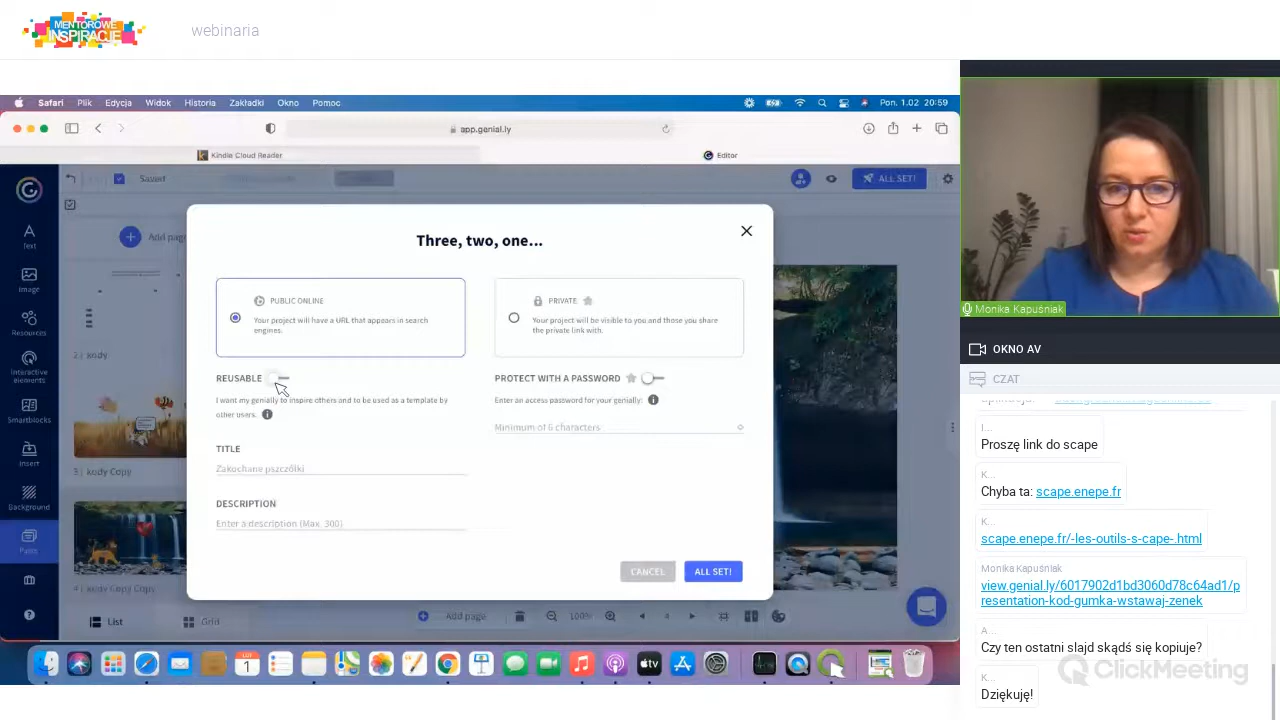 MENTOROWE
INSPIRACJE
webinaria
Safari Plik Edycja Widok Historia Zakładki Okno Pomoc
Pon. 1.02 20:59
app.genial.ly
Kindle Cloud Reader
Editor
Saved
ALL SET!
Text
Image
Resources
Interactive
elements
Smartblocks
Insert
Background
Add page
3 | kody Copy
4 | kody Copy Copy
List
Grid
Add page
100%
Three, two, one...
PUBLIC ONLINE
Your project will have a URL that appears in search
engines.
PRIVATE
Your project will be visible to you and those you share
the private link with.
REUSABLE
I want my genially to inspire others and to be used as a template by
other users.
PROTECT WITH A PASSWORD
Enter an access password for your genially:
Minimum of 6 characters
TITLE
Zakochane pszczółki
DESCRIPTION
Enter a description (Max. 300)
CANCEL
ALL SET!
Monika Kapuśniak
OKNO AV
CZAT
I...
Proszę link do scape
K...
Chyba ta: scape.enepe.fr
K...
scape.enepe.fr/-les-outils-s-cape-.html
Monika Kapuśniak
view.genial.ly/6017902d1bd3060d78c64ad1/p
resentation-kod-gumka-wstawaj-zenek
A...
Czy ten ostatni slajd skądś się kopiuje?
K...
Dziękuję!
ClickMeeting